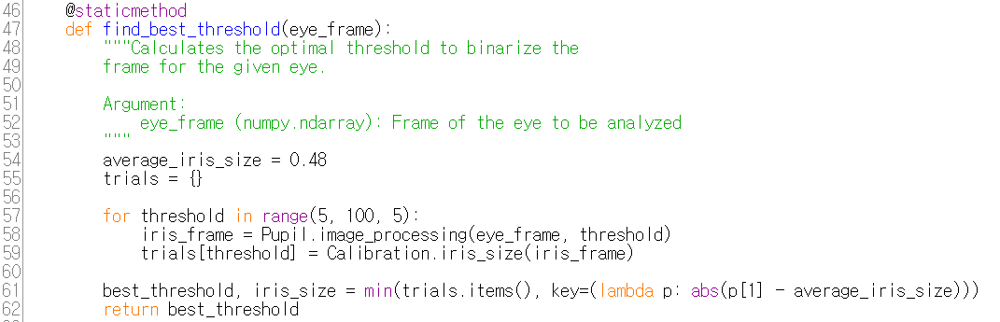 46     @staticmethod
47     def find_best_threshold(eye_frame):
48         """Calculates the optimal threshold to binarize the
49         frame for the given eye.
50
51         Argument:
52             eye_frame (numpy.ndarray): Frame of the eye to be analyzed
53         """
54         average_iris_size = 0.48
55         trials = {}
56
57         for threshold in range(5, 100, 5):
58             iris_frame = Pupil.image_processing(eye_frame, threshold)
59             trials[threshold] = Calibration.iris_size(iris_frame)
60
61         best_threshold, iris_size = min(trials.items(), key=(lambda p: abs(p[1] - average_iris_size)))
62         return best_threshold